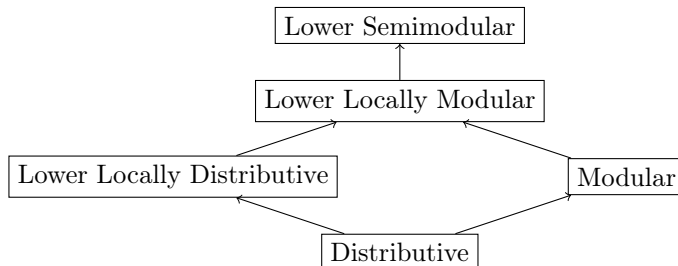 Lower Semimodular
Lower Locally Modular
Lower Locally Distributive
Modular
Distributive